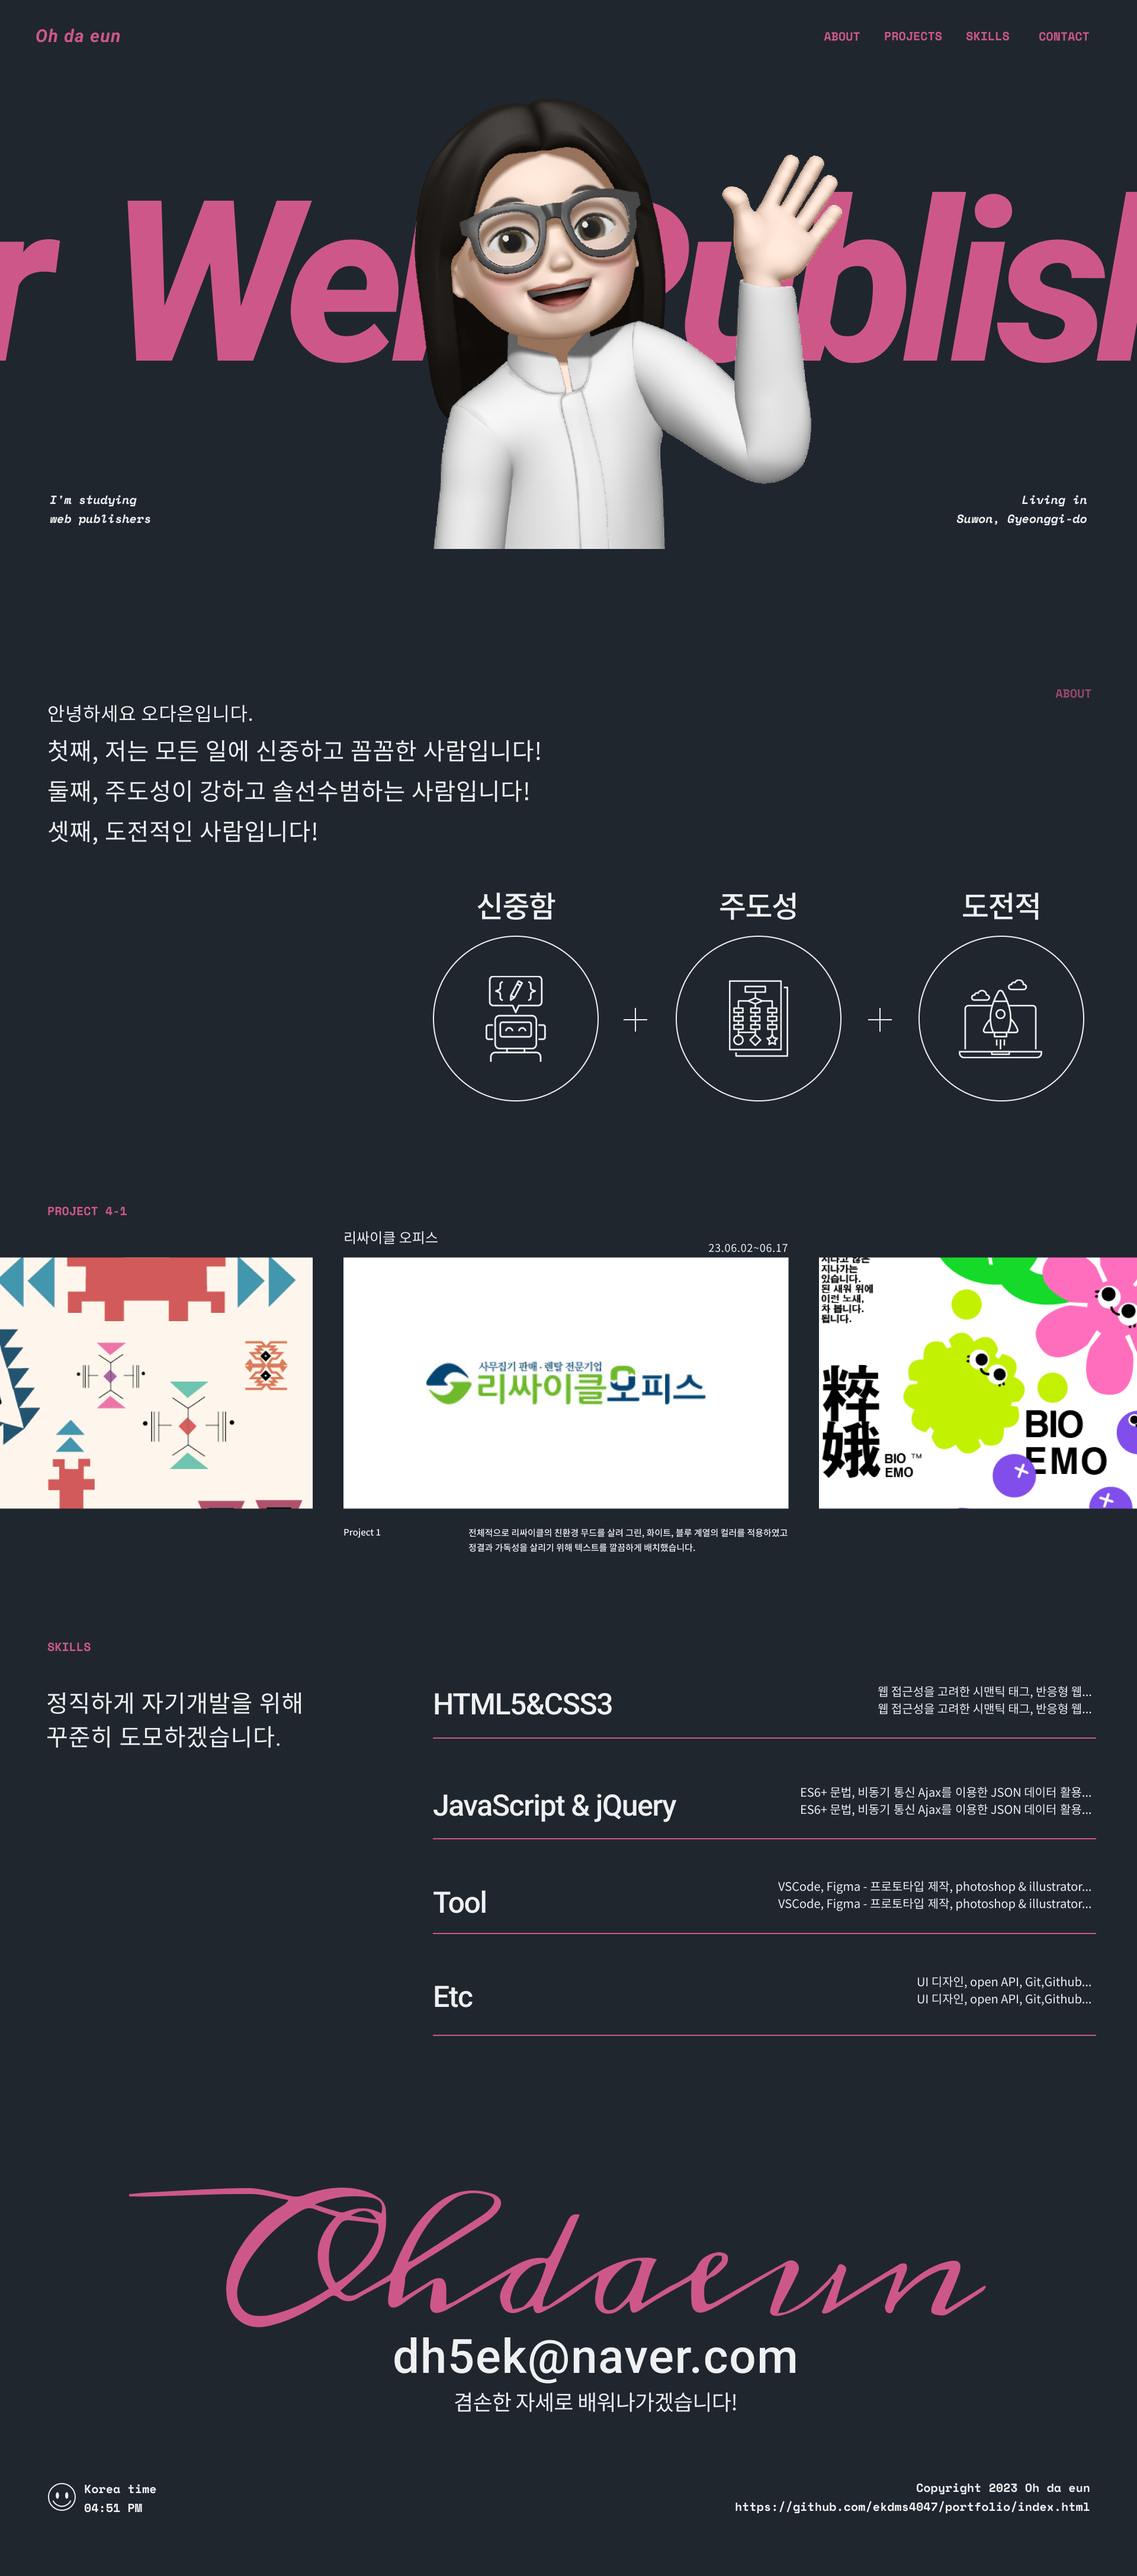 Oh da eun
ABOUT PROJECTS SKILLS CONTACT
r Web Publish
I'm studying
web publishers
Living in
Suwon, Gyeonggi-do
ABOUT
안녕하세요 오다은입니다.
첫째, 저는 모든 일에 신중하고 꼼꼼한 사람입니다!
둘째, 주도성이 강하고 솔선수범하는 사람입니다!
셋째, 도전적인 사람입니다!
신중함
주도성
도전적
PROJECT 4-1
리싸이클 오피스
23.06.02~06.17
사무집기 판매·렌탈 전문기업
리싸이클오피스
지나가는
있습니다.
된 새워 위에
이런 노새,
차 봅니다.
됩니다.
粹
娥
BIO ™
EMO
BIO
EMO
Project 1
전체적으로 리싸이클의 친환경 무드를 살려 그린, 화이트, 블루 계열의 컬러를 적용하였고
정결과 가독성을 살리기 위해 텍스트를 깔끔하게 배치했습니다.
SKILLS
정직하게 자기개발을 위해
꾸준히 도모하겠습니다.
HTML5&CSS3
웹 접근성을 고려한 시맨틱 태그, 반응형 웹...
웹 접근성을 고려한 시맨틱 태그, 반응형 웹...
JavaScript & jQuery
ES6+ 문법, 비동기 통신 Ajax를 이용한 JSON 데이터 활용...
ES6+ 문법, 비동기 통신 Ajax를 이용한 JSON 데이터 활용...
Tool
VSCode, Figma - 프로토타입 제작, photoshop & illustrator...
VSCode, Figma - 프로토타입 제작, photoshop & illustrator...
Etc
UI 디자인, open API, Git,Github...
UI 디자인, open API, Git,Github...
Ohdaeun
dh5ek@naver.com
겸손한 자세로 배워나가겠습니다!
Korea time
04:51 PM
Copyright 2023 Oh da eun
https://github.com/ekdms4047/portfolio/index.html